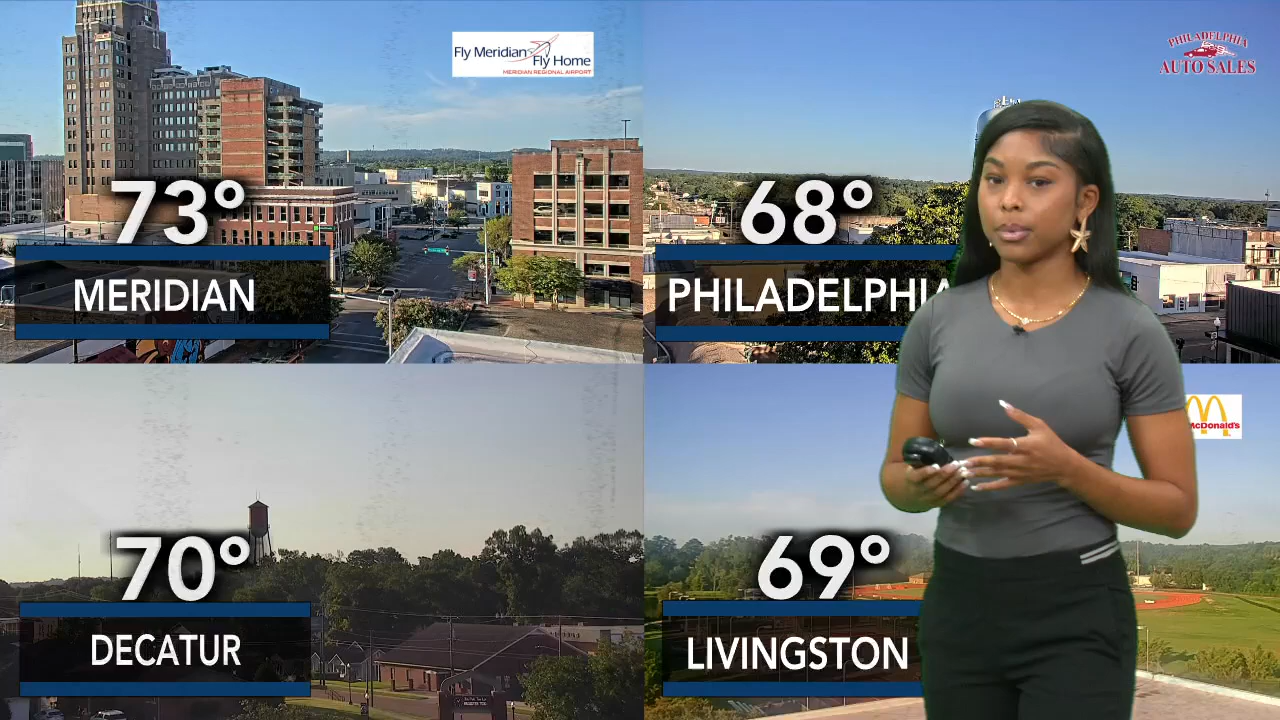 Fly Meridian
Fly Home
MERIDIAN REGIONAL AIRPORT
PHILADELPHIA
AUTO SALES
73°
MERIDIAN
68°
PHILADELPHIA
McDonald's
70°
DECATUR
69°
LIVINGSTON